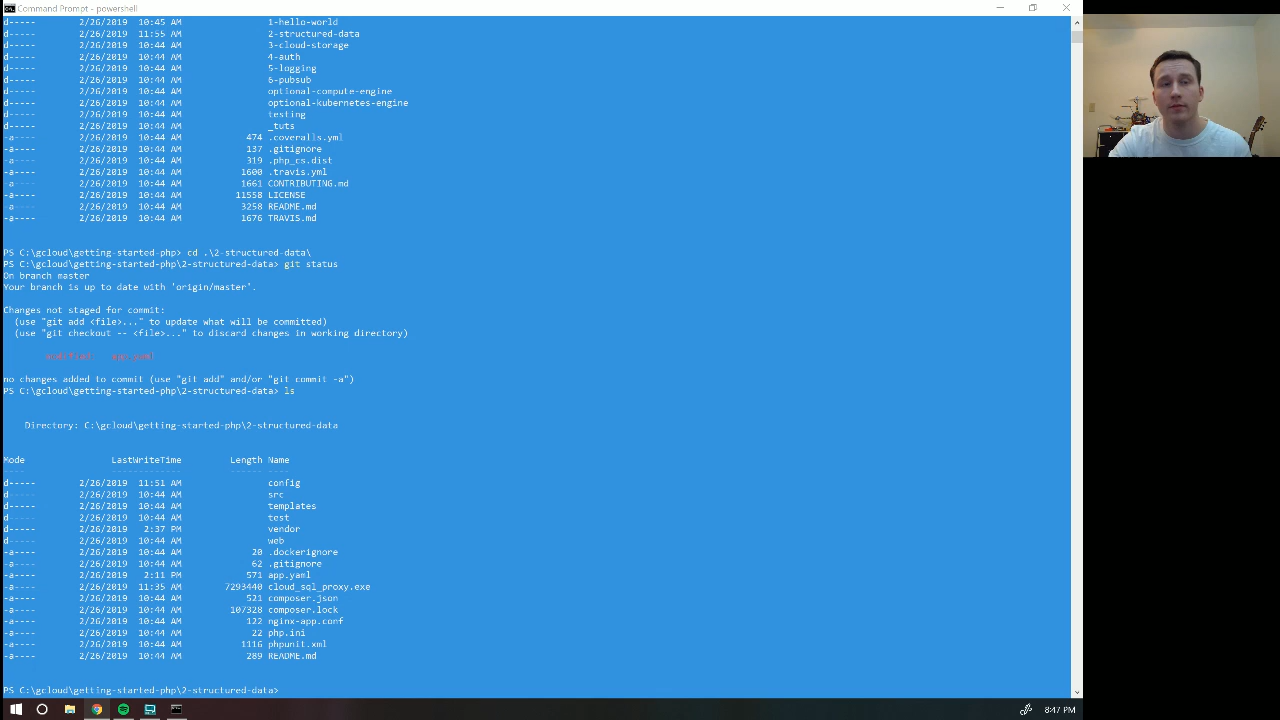 Command Prompt - powershell
d----- 2/26/2019 10:45 AM 1-hello-world
d----- 2/26/2019 11:55 AM 2-structured-data
d----- 2/26/2019 10:44 AM 3-cloud-storage
d----- 2/26/2019 10:44 AM 4-auth
d----- 2/26/2019 10:44 AM 5-logging
d----- 2/26/2019 10:44 AM 6-pubsub
d----- 2/26/2019 10:44 AM optional-compute-engine
d----- 2/26/2019 10:44 AM optional-kubernetes-engine
d----- 2/26/2019 10:44 AM testing
d----- 2/26/2019 10:44 AM _tuts
-a---- 2/26/2019 10:44 AM 474 .coveralls.yml
-a---- 2/26/2019 10:44 AM 137 .gitignore
-a---- 2/26/2019 10:44 AM 319 .php_cs.dist
-a---- 2/26/2019 10:44 AM 1600 .travis.yml
-a---- 2/26/2019 10:44 AM 1661 CONTRIBUTING.md
-a---- 2/26/2019 10:44 AM 11558 LICENSE
-a---- 2/26/2019 10:44 AM 3258 README.md
-a---- 2/26/2019 10:44 AM 1676 TRAVIS.md
PS C:\gcloud\getting-started-php> cd .\2-structured-data\
PS C:\gcloud\getting-started-php\2-structured-data> git status
On branch master
Your branch is up to date with 'origin/master'.
Changes not staged for commit:
(use "git add <file>..." to update what will be committed)
(use "git checkout -- <file>..." to discard changes in working directory)
modified: app.yaml
no changes added to commit (use "git add" and/or "git commit -a")
PS C:\gcloud\getting-started-php\2-structured-data> ls
Directory: C:\gcloud\getting-started-php\2-structured-data
Mode LastWriteTime Length Name
---- ------------- ------ ----
d----- 2/26/2019 11:51 AM config
d----- 2/26/2019 10:44 AM src
d----- 2/26/2019 10:44 AM templates
d----- 2/26/2019 10:44 AM test
d----- 2/26/2019 2:37 PM vendor
d----- 2/26/2019 10:44 AM web
-a---- 2/26/2019 10:44 AM 20 .dockerignore
-a---- 2/26/2019 10:44 AM 62 .gitignore
-a---- 2/26/2019 2:11 PM 571 app.yaml
-a---- 2/26/2019 11:35 AM 7293440 cloud_sql_proxy.exe
-a---- 2/26/2019 10:44 AM 521 composer.json
-a---- 2/26/2019 10:44 AM 107328 composer.lock
-a---- 2/26/2019 10:44 AM 122 nginx-app.conf
-a---- 2/26/2019 10:44 AM 22 php.ini
-a---- 2/26/2019 10:44 AM 1116 phpunit.xml
-a---- 2/26/2019 10:44 AM 289 README.md
PS C:\gcloud\getting-started-php\2-structured-data>
8:47 PM